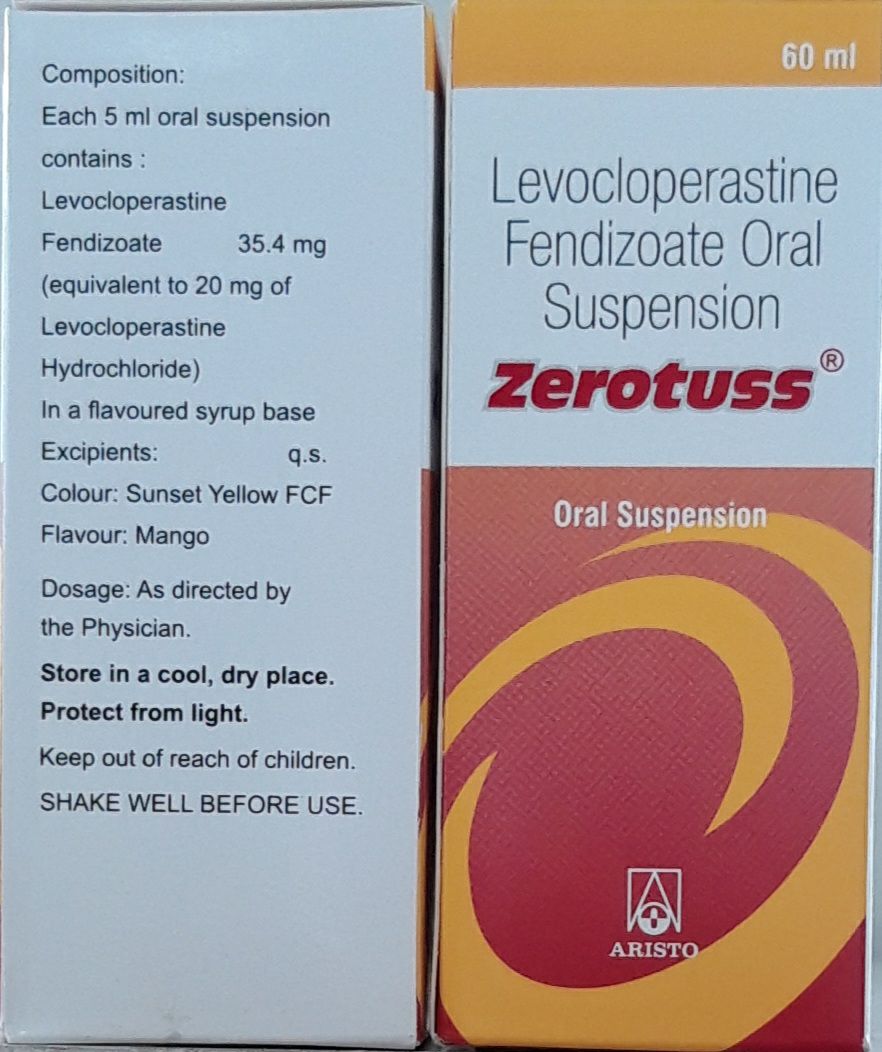 Composition:
Each 5 ml oral suspension
contains :
Levocloperastine
Fendizoate 35.4 mg
(equivalent to 20 mg of
Levocloperastine
Hydrochloride)
In a flavoured syrup base
Excipients: q.s.
Colour: Sunset Yellow FCF
Flavour: Mango
Dosage: As directed by
the Physician.
Store in a cool, dry place.
Protect from light.
Keep out of reach of children.
SHAKE WELL BEFORE USE.
60 ml
Levocloperastine
Fendizoate Oral
Suspension
Zerotuss®
Oral Suspension
ARISTO